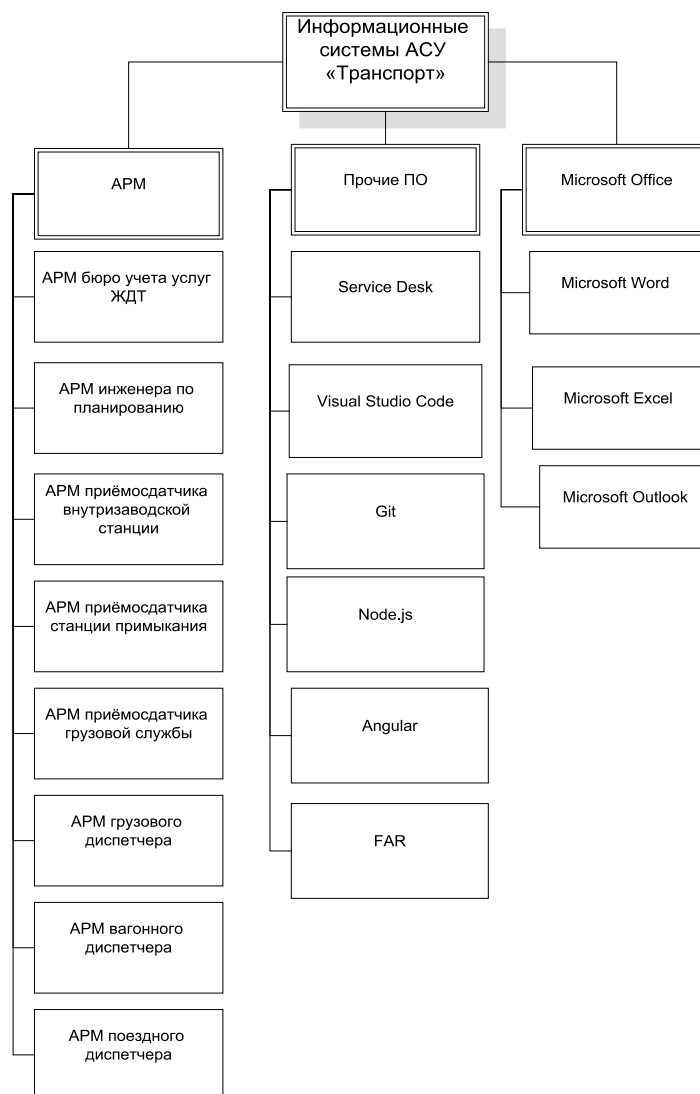 Информационные
системы АСУ
«Транспорт»
АРМ
АРМ бюро учета услуг
ЖДТ
АРМ инженера по
планированию
АРМ приёмосдатчика
внутризаводской
станции
АРМ приёмосдатчика
станции примыкания
АРМ приёмосдатчика
грузовой службы
АРМ грузового
диспетчера
АРМ вагонного
диспетчера
АРМ поездного
диспетчера
Прочие ПО
Service Desk
Visual Studio Code
Git
Node.js
Angular
FAR
Microsoft Office
Microsoft Word
Microsoft Excel
Microsoft Outlook